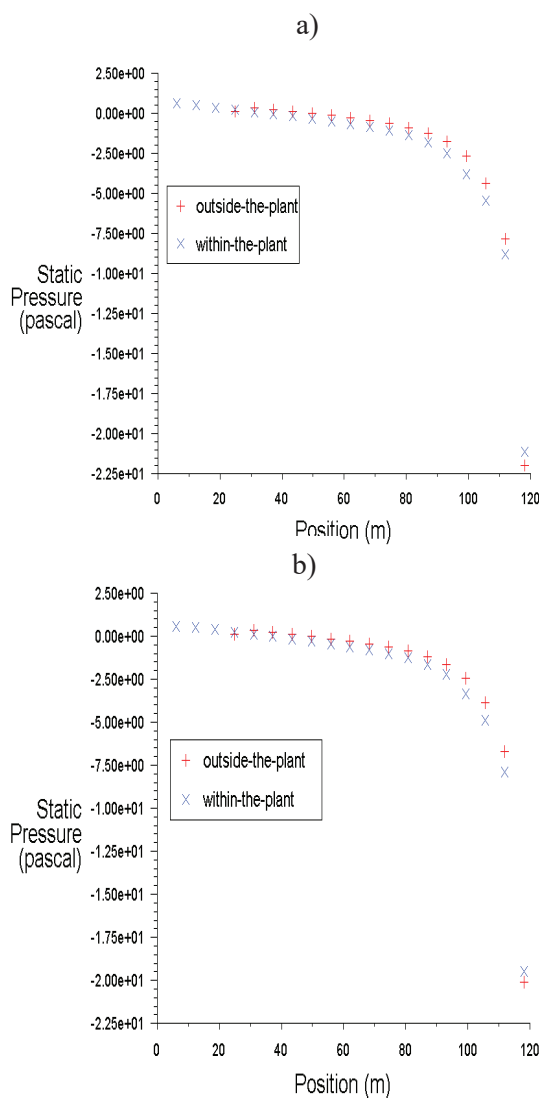 a)
2.50e+00
0.00e+00
-2.50e+00
-5.00e+00
-7.50e+00
-1.00e+01
-1.25e+01
-1.50e+01
-1.75e+01
-2.00e+01
-2.25e+01
outside-the-plant
within-the-plant
Static
Pressure
(pascal)
0 20 40 60 80 100 120
Position (m)
b)
2.50e+00
0.00e+00
-2.50e+00
-5.00e+00
-7.50e+00
-1.00e+01
-1.25e+01
-1.50e+01
-1.75e+01
-2.00e+01
-2.25e+01
outside-the-plant
within-the-plant
Static
Pressure
(pascal)
0 20 40 60 80 100 120
Position (m)